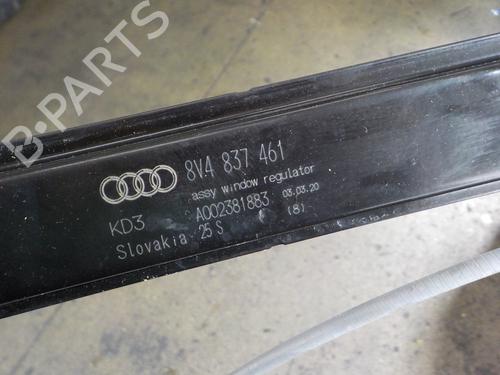 B-PARTS
8V4 837 461
assy window regulator
KD3 A002381883 03.03.20
Slovakia 25 S (8)